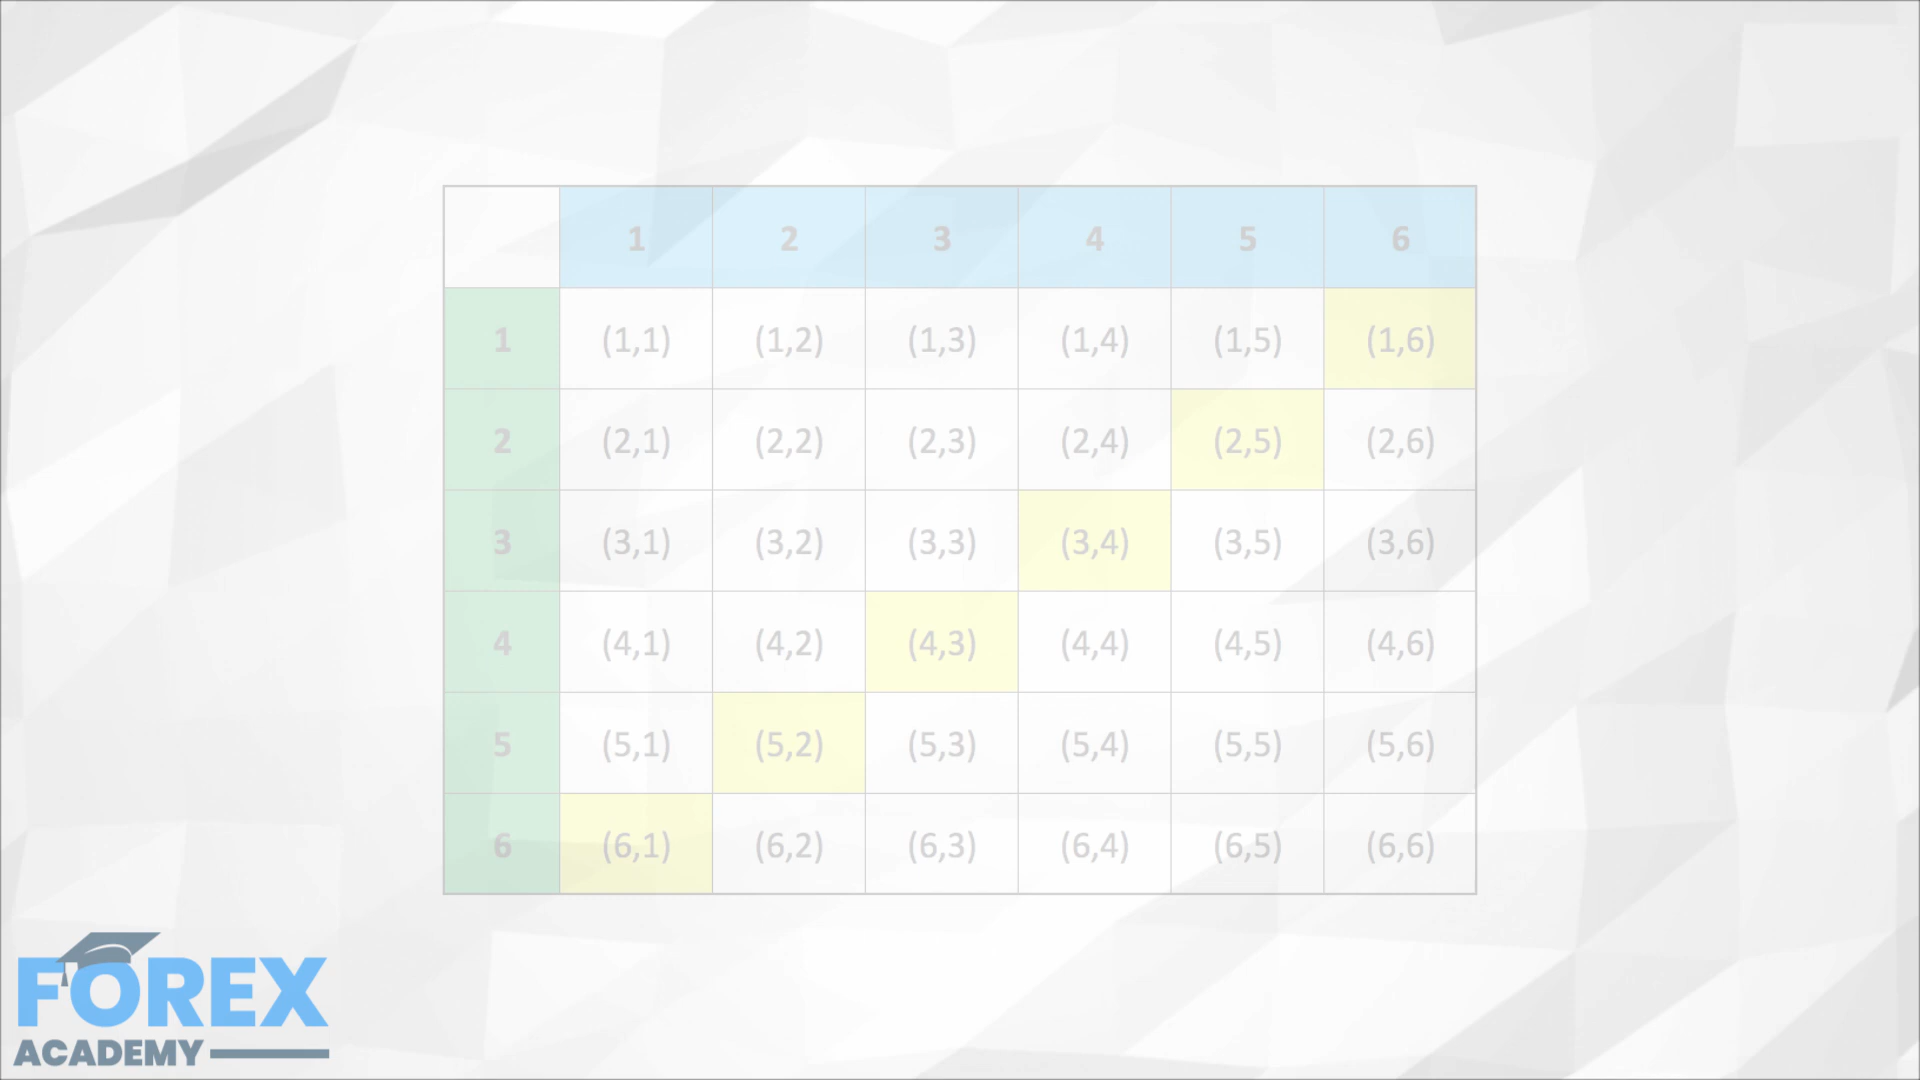 1 2 3 4 5 6
1 (1,1) (1,2) (1,3) (1,4) (1,5) (1,6)
2 (2,1) (2,2) (2,3) (2,4) (2,5) (2,6)
3 (3,1) (3,2) (3,3) (3,4) (3,5) (3,6)
4 (4,1) (4,2) (4,3) (4,4) (4,5) (4,6)
5 (5,1) (5,2) (5,3) (5,4) (5,5) (5,6)
6 (6,1) (6,2) (6,3) (6,4) (6,5) (6,6)
FOREX
ACADEMY